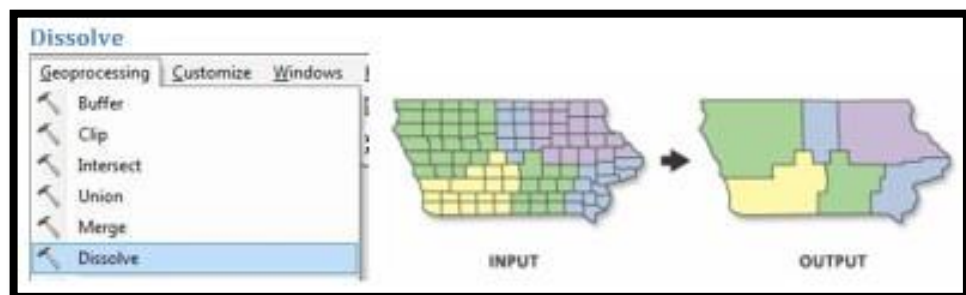 Dissolve
Geoprocessing Customize Windows
Buffer
Clip
Intersect
Union
Merge
Dissolve
INPUT OUTPUT